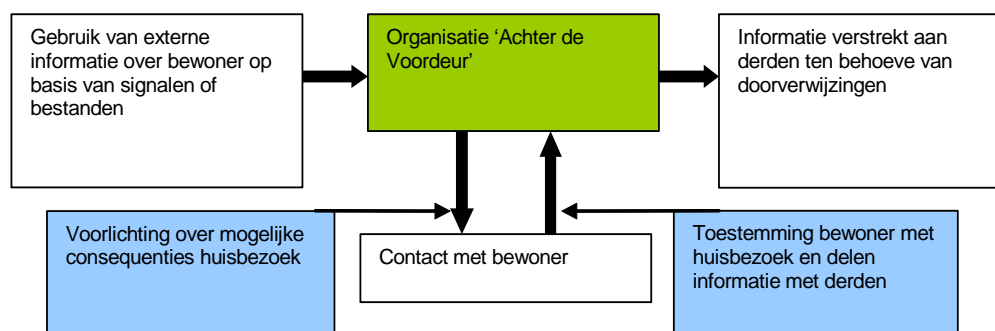 Gebruik van externe
informatie over bewoner op
basis van signalen of
bestanden
Organisatie ‘Achter de
Voordeur’
Informatie verstrekt aan
derden ten behoeve van
doorverwijzingen
Voorlichting over mogelijke
consequenties huisbezoek
Contact met bewoner
Toestemming bewoner met
huisbezoek en delen
informatie met derden